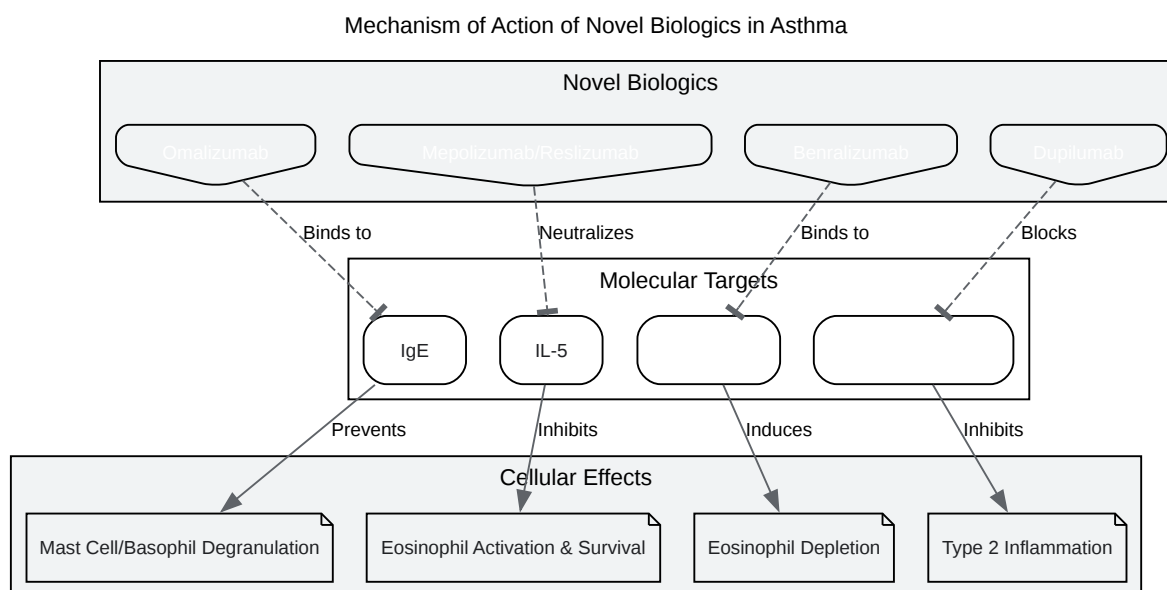 Mechanism of Action of Novel Biologics in Asthma
Novel Biologics
Omalizumab
Mepolizumab/Reslizumab
Benralizumab
Dupilumab
Binds to
Neutralizes
Binds to
Blocks
Molecular Targets
IgE
IL-5
Prevents
Inhibits
Induces
Inhibits
Cellular Effects
Mast Cell/Basophil Degranulation
Eosinophil Activation & Survival
Eosinophil Depletion
Type 2 Inflammation